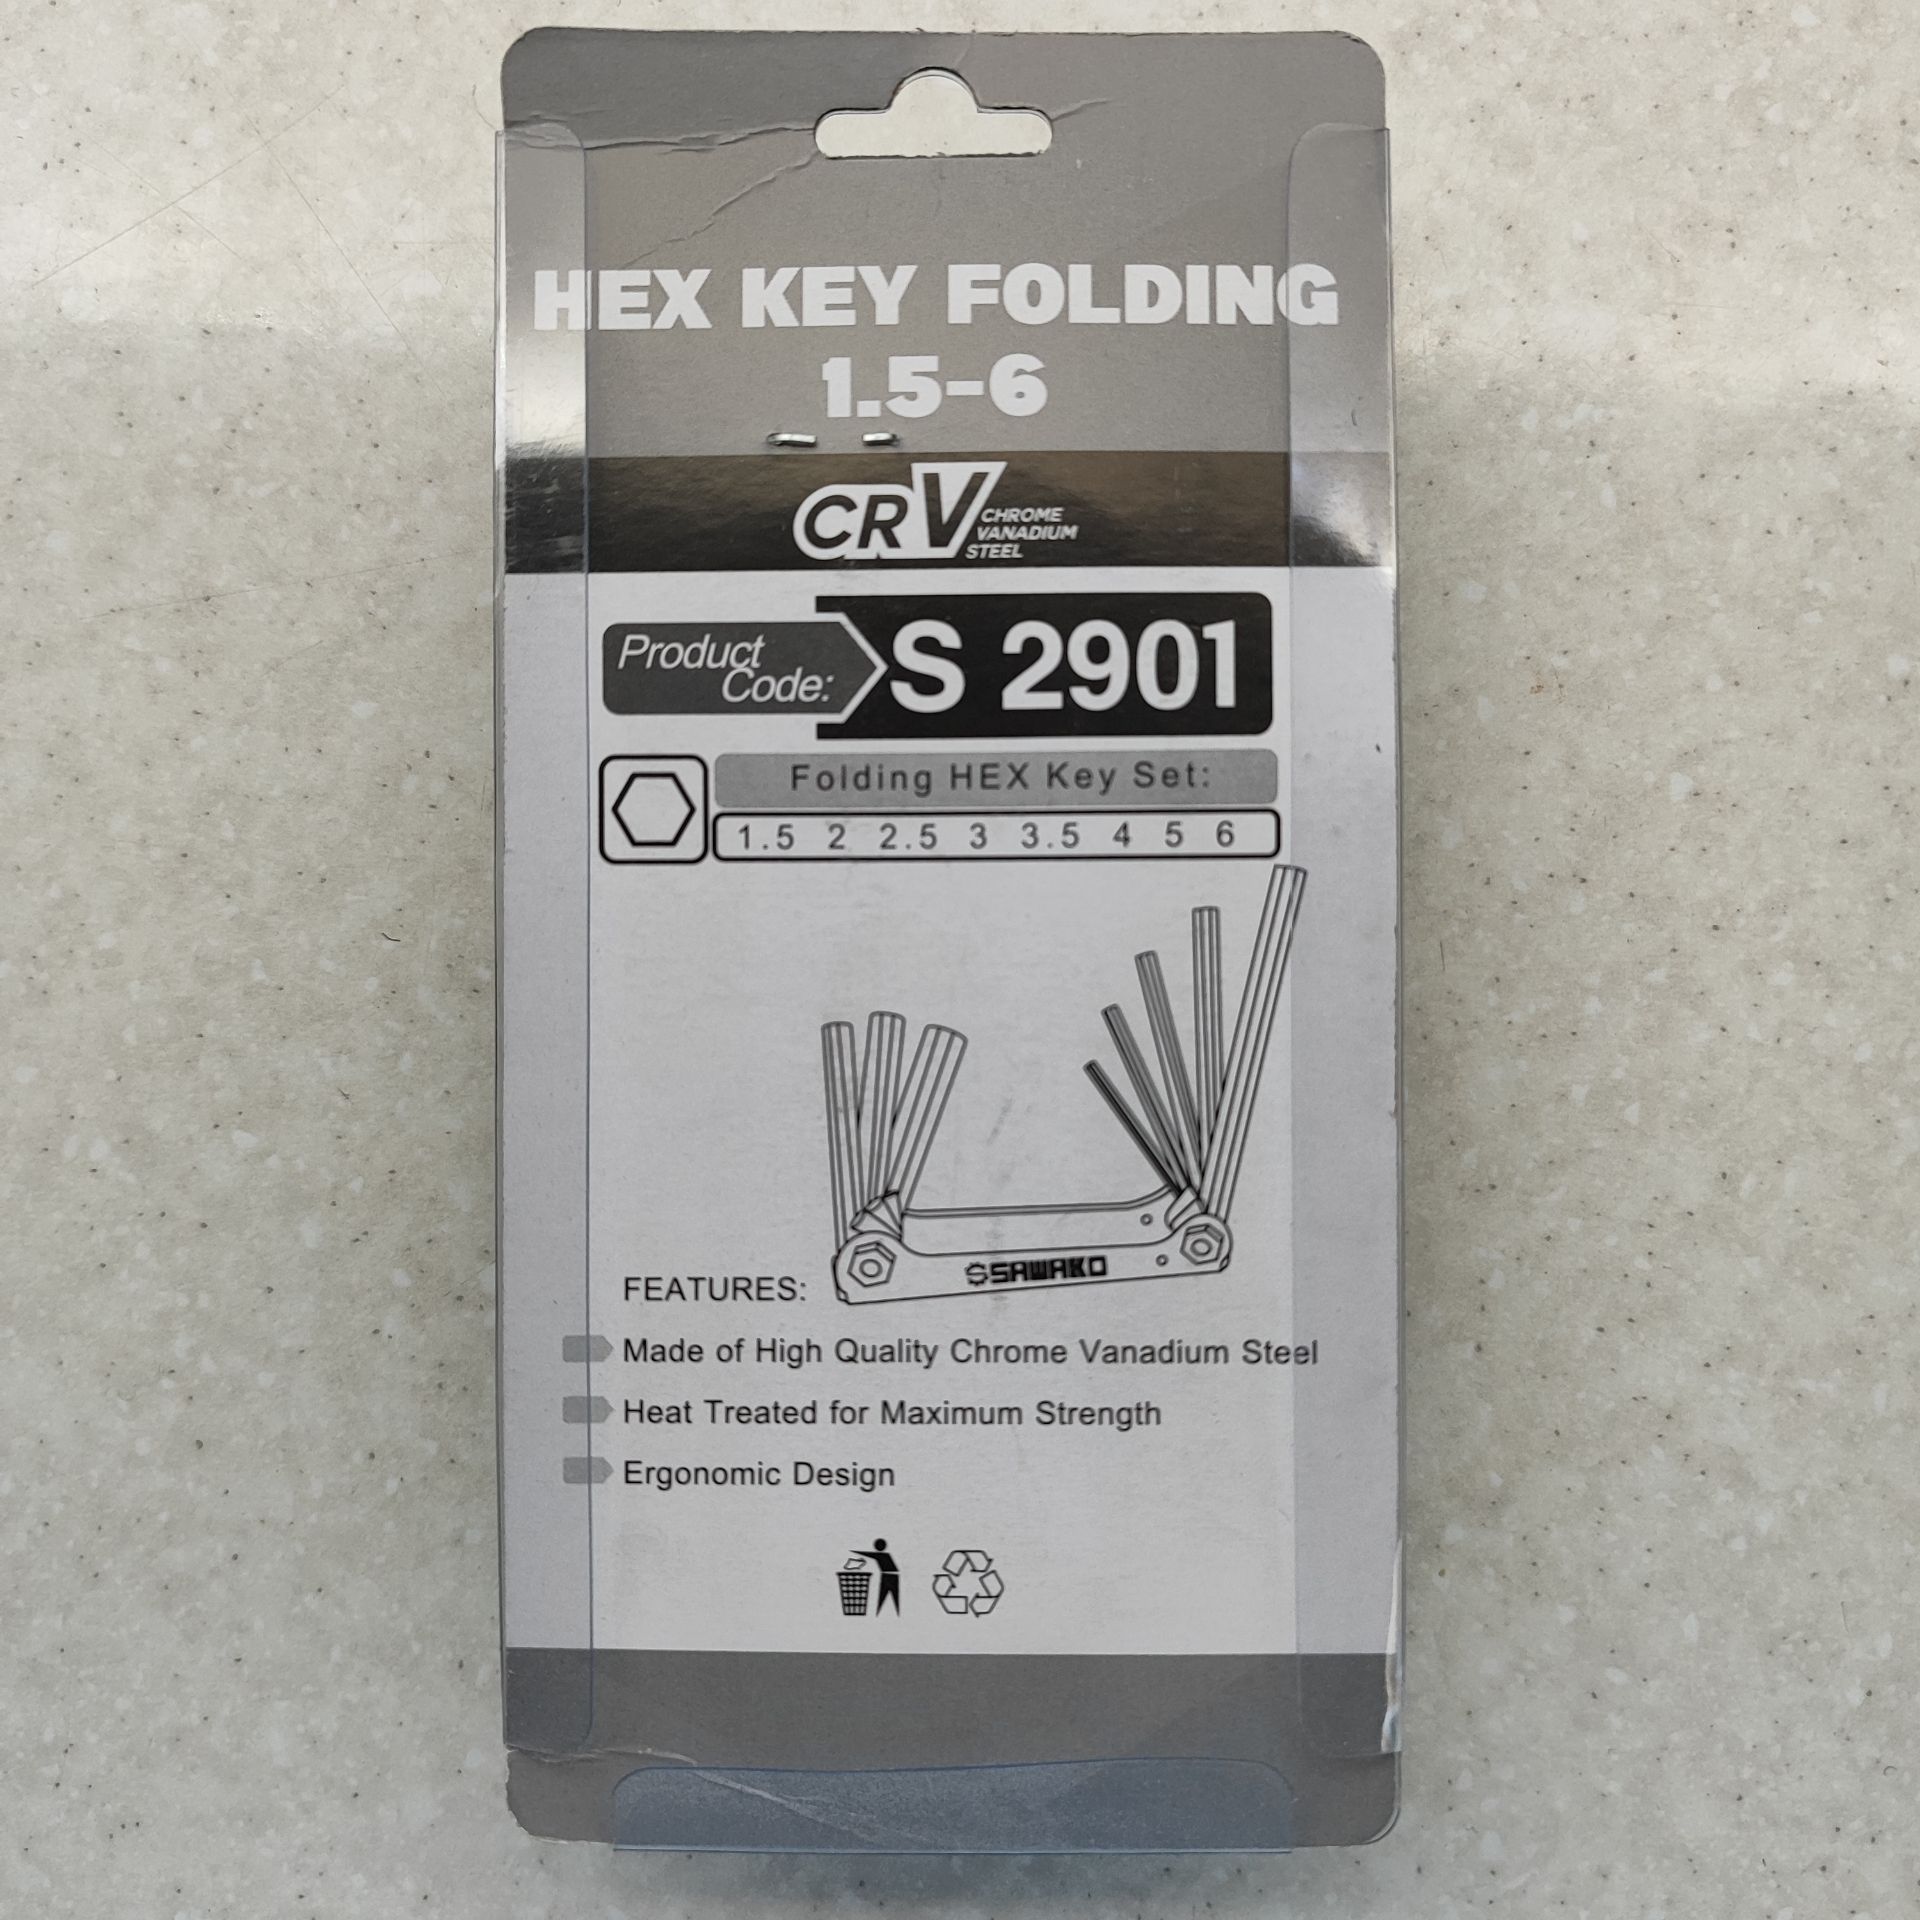 HEX KEY FOLDING
1.5-6
CRV CHROME
VANADIUM
STEEL
Product
Code:
S 2901
Folding HEX Key Set:
1.5 2 2.5 3 3.5 4 5 6
SAWAKO
FEATURES:
Made of High Quality Chrome Vanadium Steel
Heat Treated for Maximum Strength
Ergonomic Design